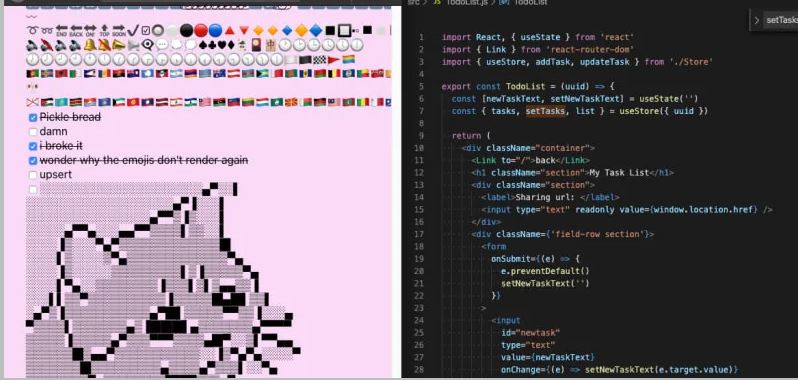 Pickle bread
damn
i broke it
wonder why the emojis don't render again
upsert
src > JS TodoList.js > TodoList
> setTasks
1 import React, { useState } from 'react'
2 import { Link } from 'react-router-dom'
3 import { useStore, addTask, updateTask } from './Store'
4
5 export const TodoList = (uuid) => {
6 const [newTaskText, setNewTaskText] = useState('')
7 const { tasks, setTasks, list } = useStore({ uuid })
8
9 return (
10 <div className="container">
11 <Link to="/">back</Link>
12 <h1 className="section">My Task List</h1>
13 <div className="section">
14 <label>Sharing url: </label>
15 <input type="text" readonly value={window.location.href} />
16 </div>
17 <div className={'field-row section'}>
18 <form
19 onSubmit={(e) => {
20 e.preventDefault()
21 setNewTaskText('')
22 }}
23 >
24 <input
25 id="newtask"
26 type="text"
27 value={newTaskText}
28 onChange={(e) => setNewTaskText(e.target.value)}